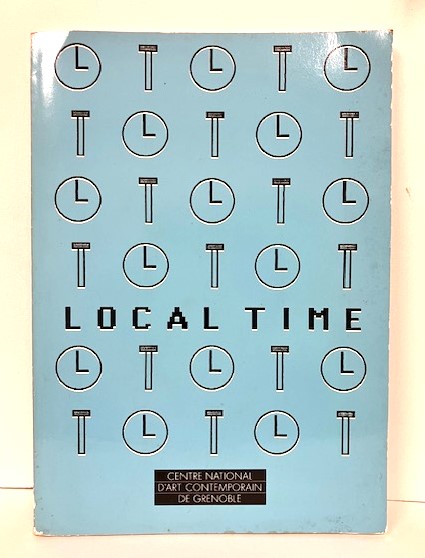 LOCAL TIME
CENTRE NATIONAL
D'ART CONTEMPORAIN
DE GRENOBLE